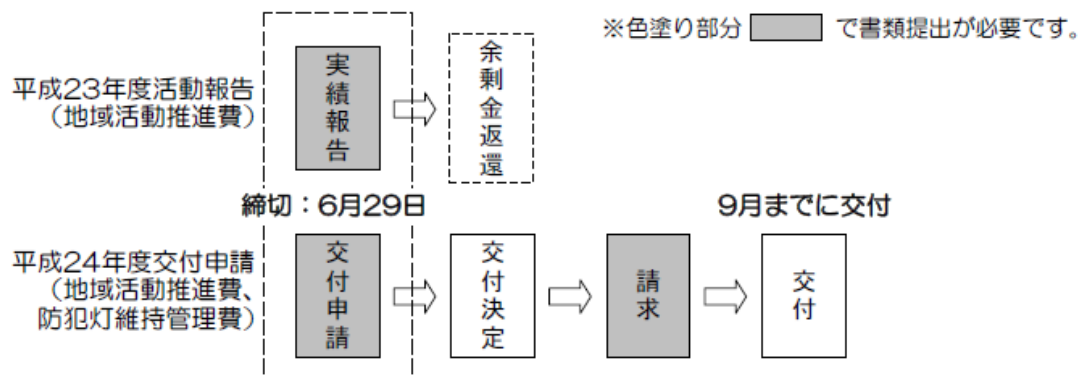 ※色塗り部分 で書類提出が必要です。
平成23年度活動報告
（地域活動推進費）
実績報告
余剰金返還
締切：6月29日
9月までに交付
平成24年度交付申請
（地域活動推進費、
防犯灯維持管理費）
交付申請
交付決定
請求
交付